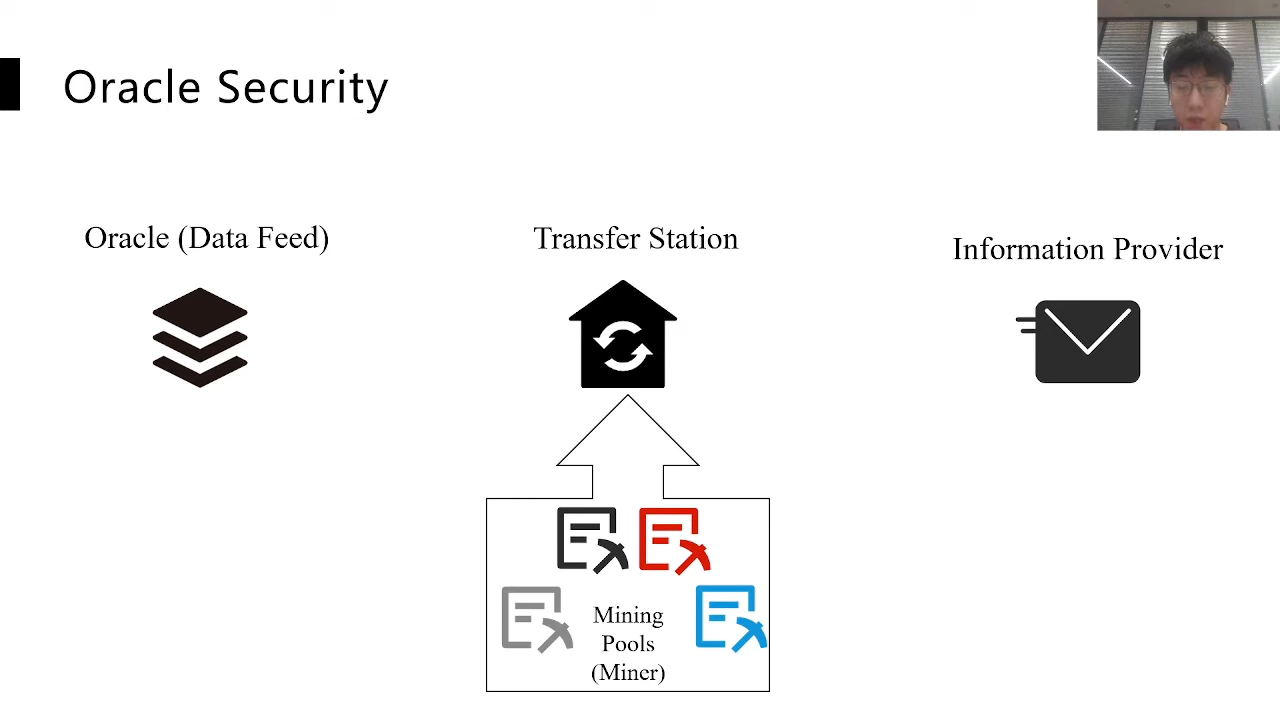 Oracle Security
Oracle (Data Feed)
Transfer Station
Information Provider
Mining
Pools
(Miner)